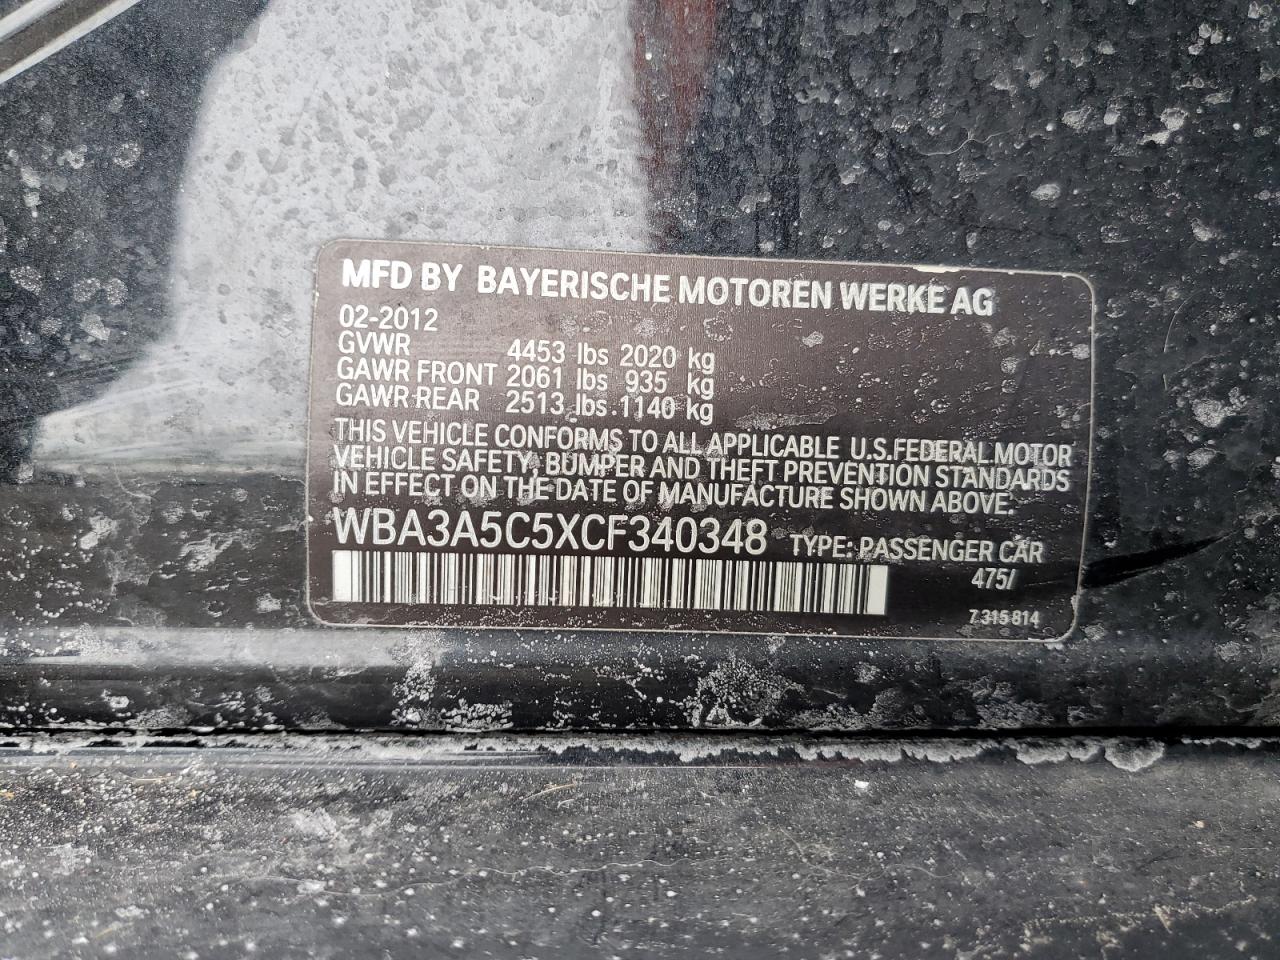 MFD BY BAYERISCHE MOTOREN WERKE AG
02-2012
GVWR 4453 lbs 2020 kg
GAWR FRONT 2061 lbs 935 kg
GAWR REAR 2513 lbs 1140 kg
THIS VEHICLE CONFORMS TO ALL APPLICABLE U.S.FEDERAL MOTOR
VEHICLE SAFETY, BUMPER AND THEFT PREVENTION STANDARDS
IN EFFECT ON THE DATE OF MANUFACTURE SHOWN ABOVE.
WBA3A5C5XCF340348 TYPE: PASSENGER CAR
475/
7 315 814